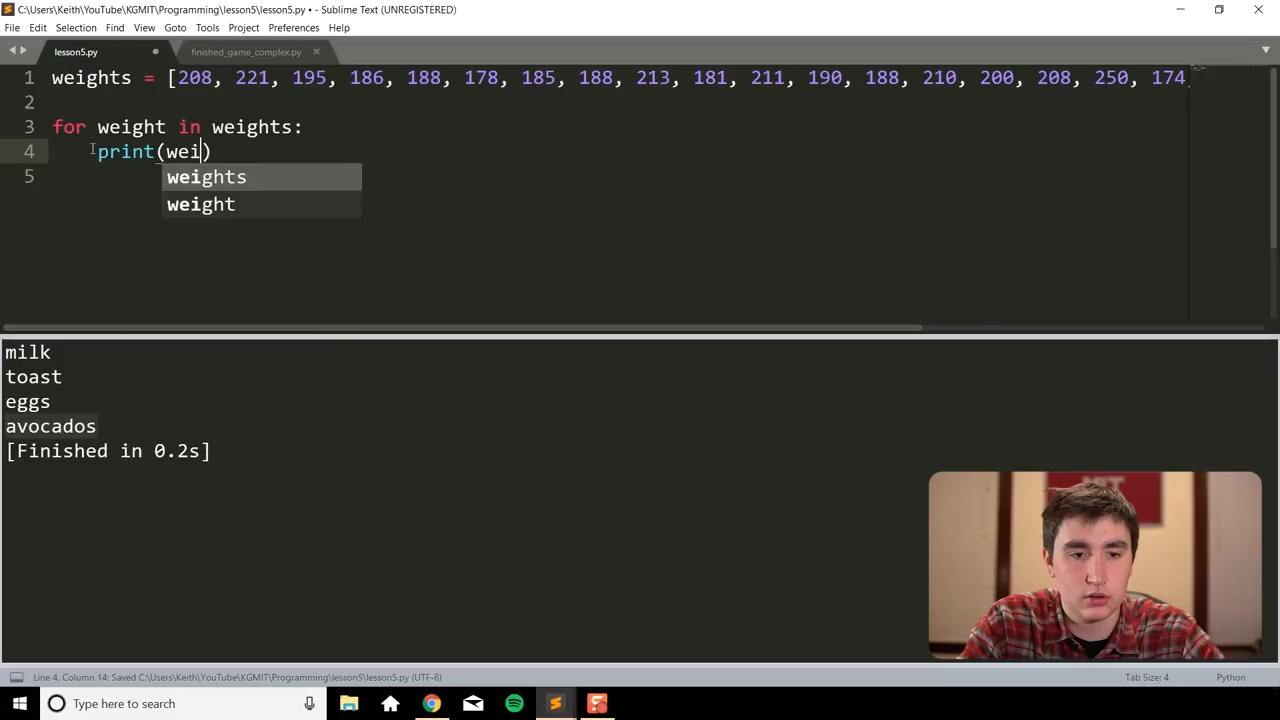 C:\Users\Keith\YouTube\KGMIT\Programming\lesson5\lesson5.py • - Sublime Text (UNREGISTERED)
File Edit Selection Find View Goto Tools Project Preferences Help
lesson5.py finished_game_complex.py
1 weights = [208, 221, 195, 186, 188, 178, 185, 188, 213, 181, 211, 190, 188, 210, 200, 208, 250, 174
2
3 for weight in weights:
4 print(wei)
5 weights
weight
milk
toast
eggs
avocados
[Finished in 0.2s]
Line 4, Column 14: Saved C:\Users\Keith\YouTube\KGMIT\Programming\lesson5\lesson5.py (UTF-8) Tab Size: 4 Python
Type here to search